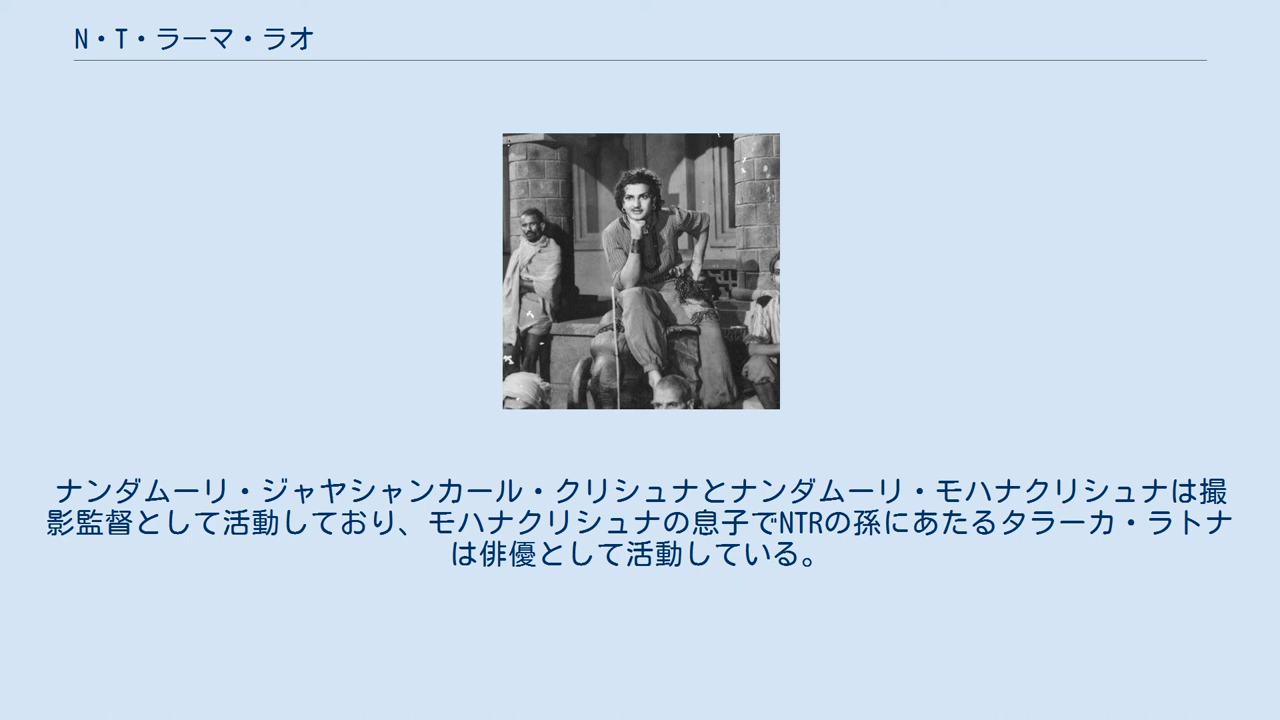 N・T・ラーマ・ラオ
ナンダムーリ・ジャヤシャンカール・クリシュナとナンダムーリ・モハナクリシュナは撮
影監督として活動しており、モハナクリシュナの息子でNTRの孫にあたるタラーカ・ラトナ
は俳優として活動している。